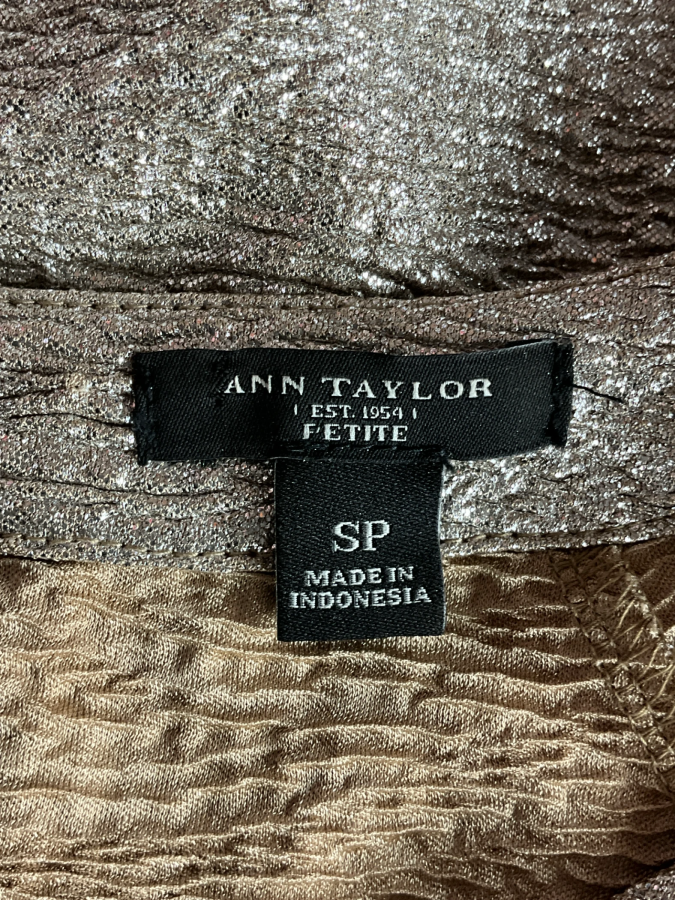 ANN TAYLOR
EST. 1954
PETITE
SP
MADE IN
INDONESIA